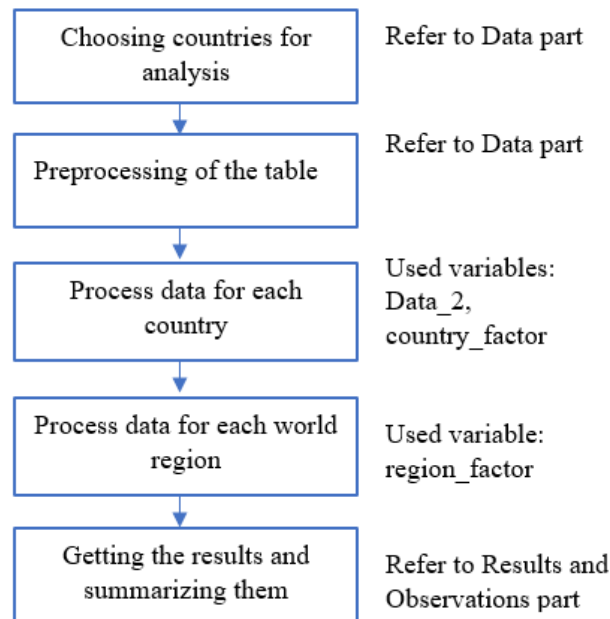 Choosing countries for
analysis
Refer to Data part
Preprocessing of the table
Refer to Data part
Process data for each
country
Used variables:
Data_2,
country_factor
Process data for each world
region
Used variable:
region_factor
Getting the results and
summarizing them
Refer to Results and
Observations part